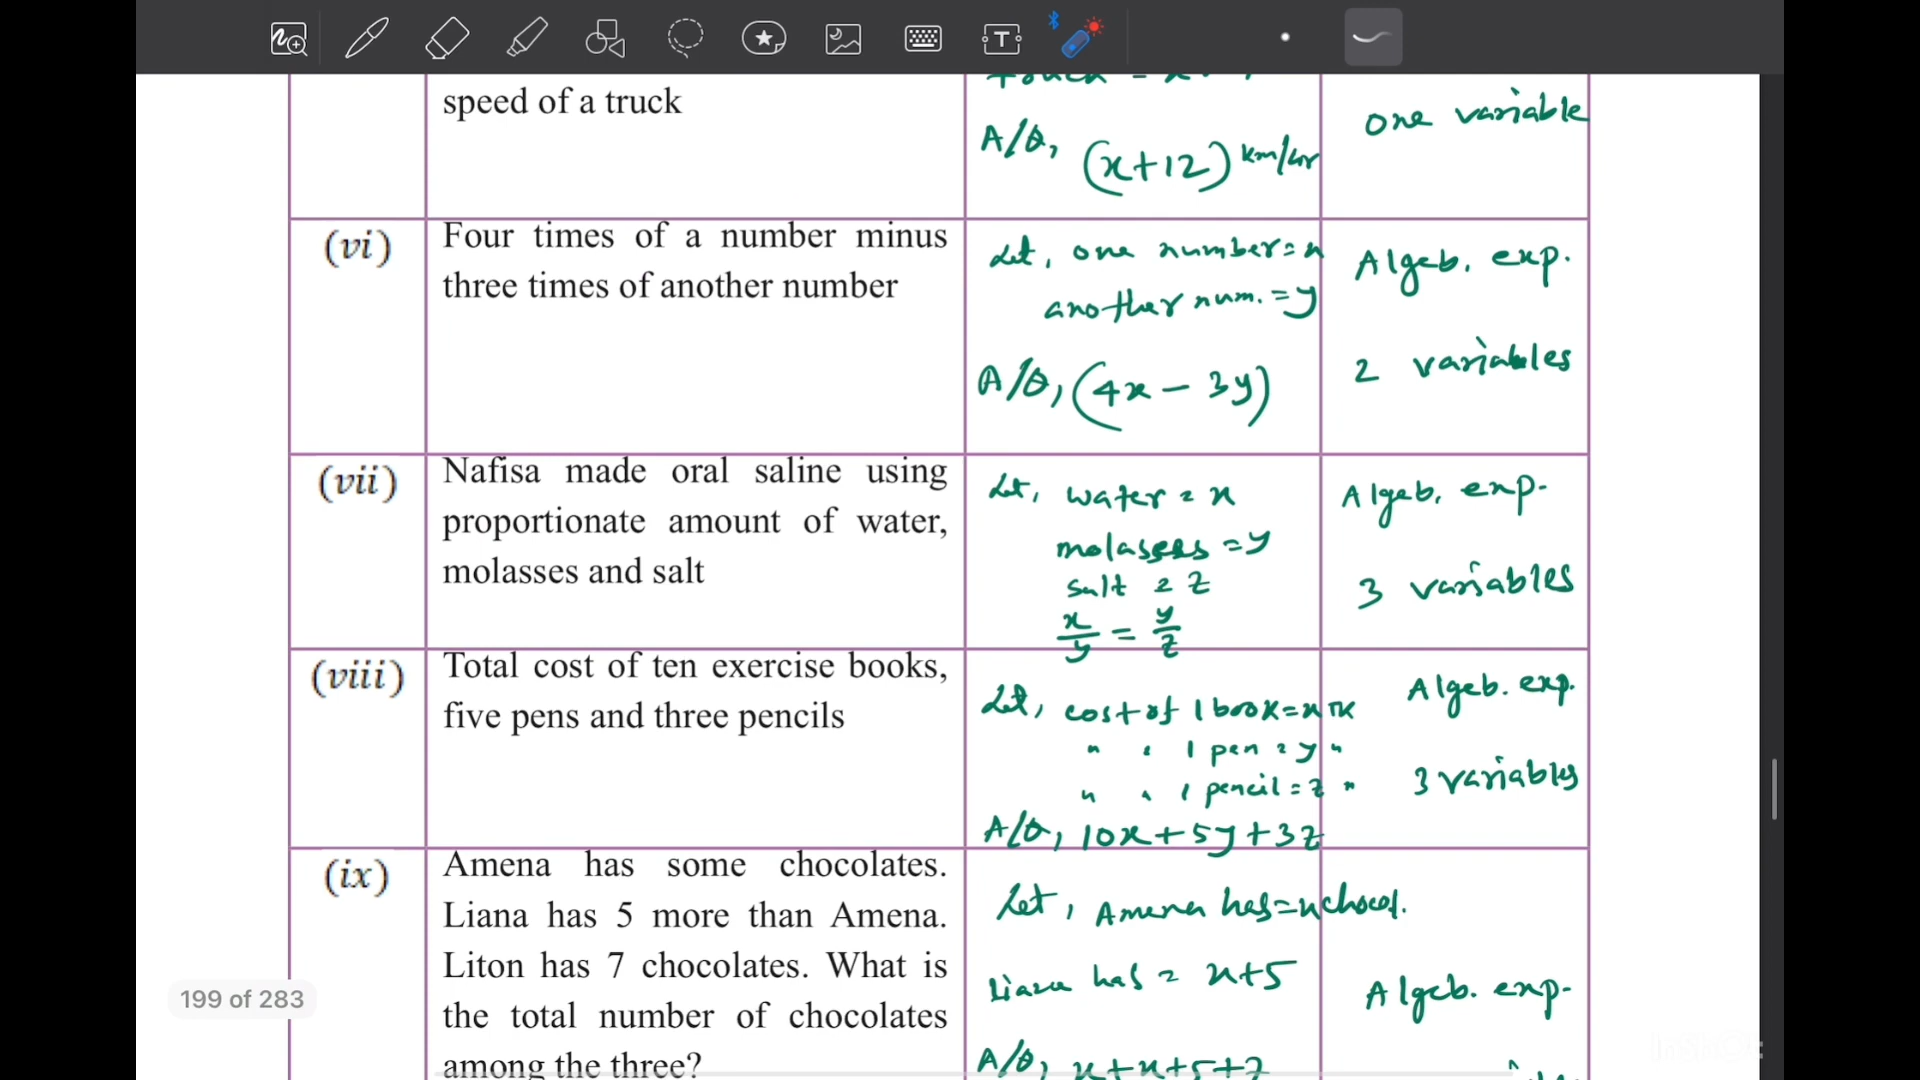 speed of a truck
A/Q, (x+12) km/hr
one variable
(vi)
Four times of a number minus
three times of another number
Let, one number = x
another num. = y
A/Q, (4x - 3y)
Algeb. exp.
2 variables
(vii)
Nafisa made oral saline using
proportionate amount of water,
molasses and salt
Let, water = x
molasses = y
salt = z
x/y = y/z
Algeb. exp.
3 variables
(viii)
Total cost of ten exercise books,
five pens and three pencils
Let, cost of 1 book = x TK
" " 1 pen = y "
" " 1 pencil = z "
A/Q, 10x + 5y + 3z
Algeb. exp.
3 variables
(ix)
Amena has some chocolates.
Liana has 5 more than Amena.
Liton has 7 chocolates. What is
the total number of chocolates
among the three?
Let, Amena has = x chocol.
Liana has = x+5
A/Q, x+x+5+7
Algeb. exp.
199 of 283